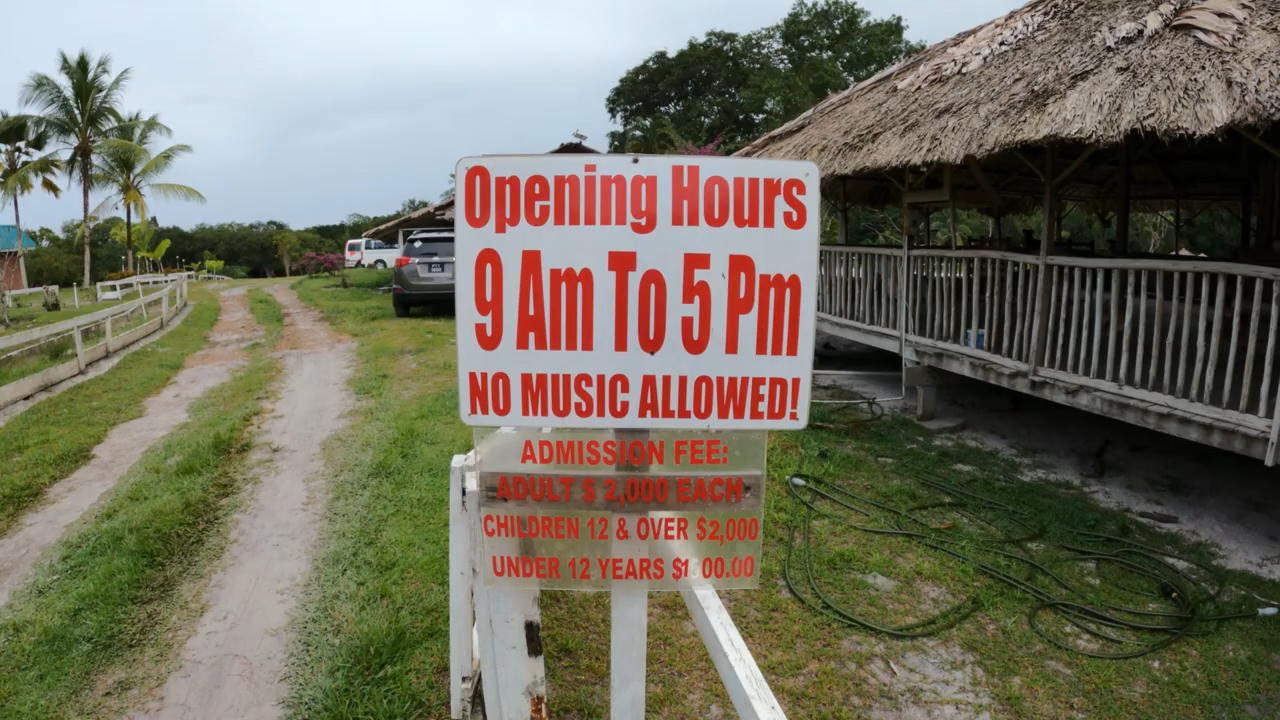 Opening Hours
9 Am To 5 Pm
NO MUSIC ALLOWED!
ADMISSION FEE:
ADULT $ 2,000 EACH
CHILDREN 12 & OVER $2,000
UNDER 12 YEARS